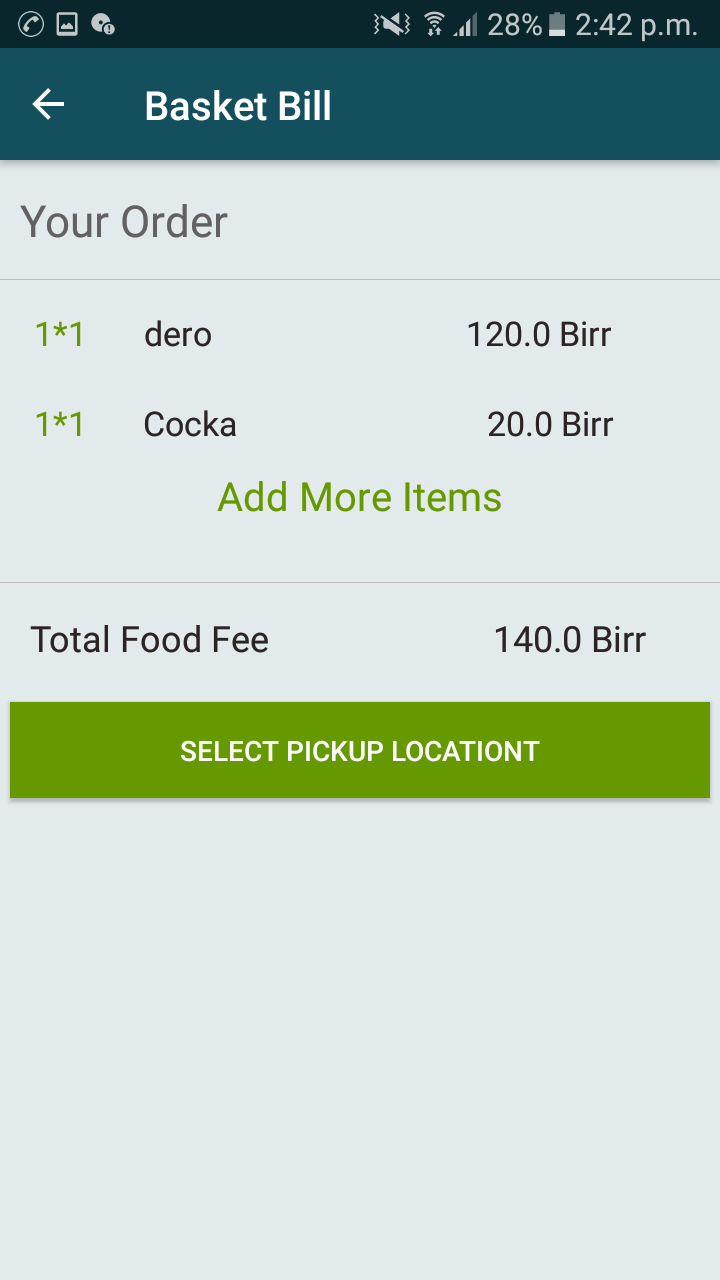 28% 2:42 p.m.
Basket Bill
Your Order
1*1 dero 120.0 Birr
1*1 Cocka 20.0 Birr
Add More Items
Total Food Fee 140.0 Birr
SELECT PICKUP LOCATIONT